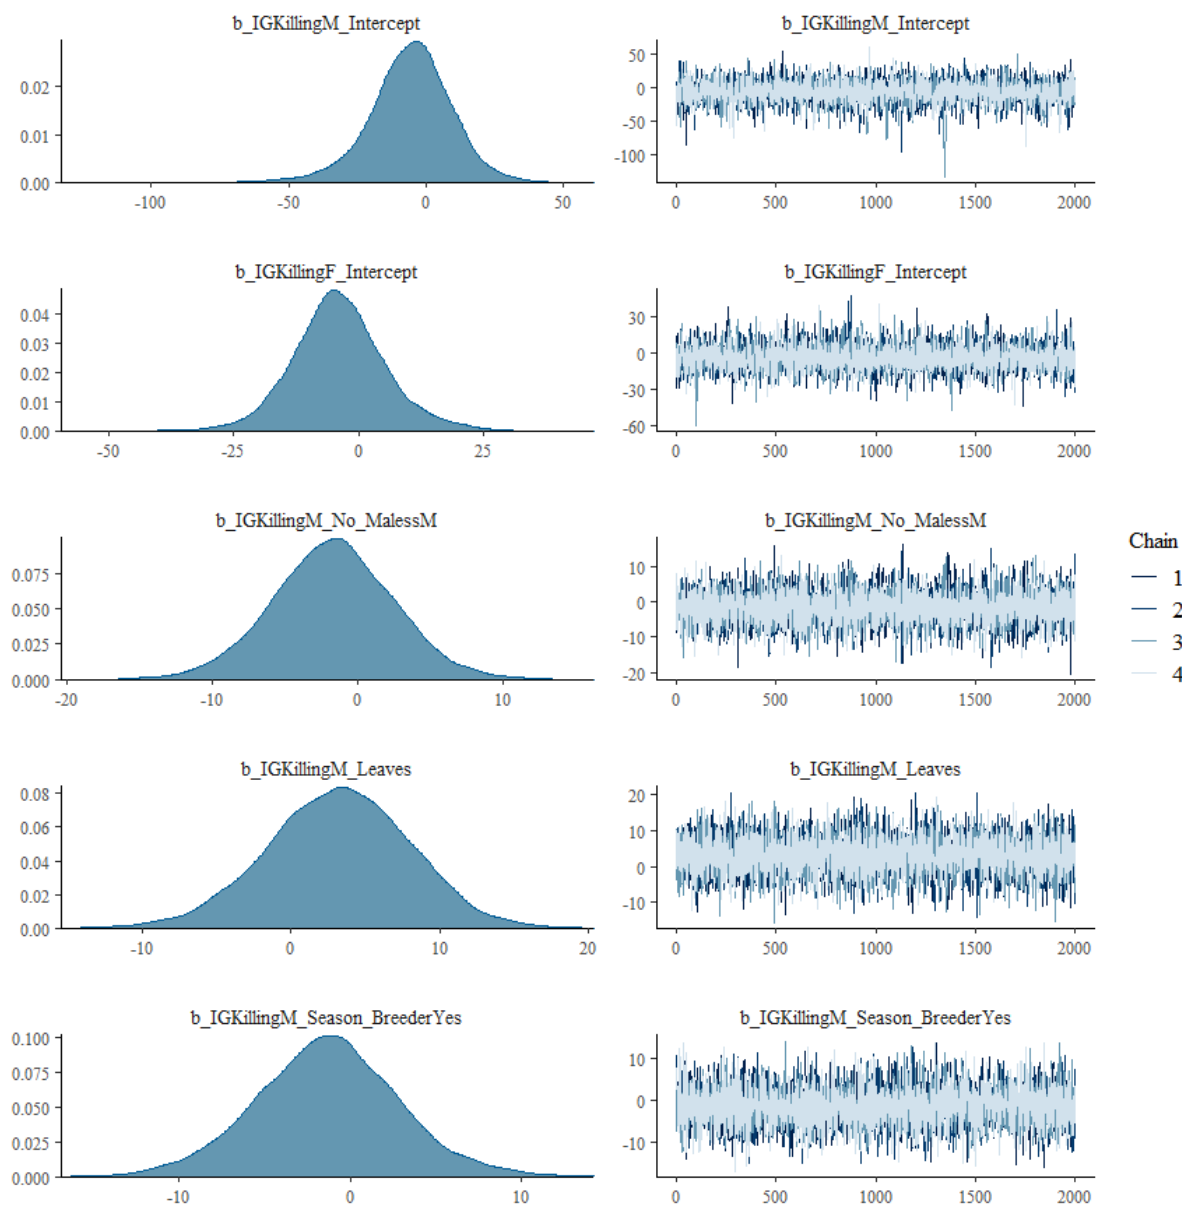 b_IGKillingM_Intercept
0.02
0.01
0.00
-100 -50 0 50
b_IGKillingM_Intercept
50
0
-50
-100
0 500 1000 1500 2000
b_IGKillingF_Intercept
0.04
0.03
0.02
0.01
0.00
-50 -25 0 25
b_IGKillingF_Intercept
30
0
-30
-60
0 500 1000 1500 2000
b_IGKillingM_No_MalessM
0.075
0.050
0.025
0.000
-20 -10 0 10
b_IGKillingM_No_MalessM
10
0
-10
-20
0 500 1000 1500 2000
Chain
1
2
3
4
b_IGKillingM_Leaves
0.08
0.06
0.04
0.02
0.00
-10 0 10 20
b_IGKillingM_Leaves
20
10
0
-10
0 500 1000 1500 2000
b_IGKillingM_Season_BreederYes
0.100
0.075
0.050
0.025
0.000
-10 0 10
b_IGKillingM_Season_BreederYes
10
0
-10
0 500 1000 1500 2000